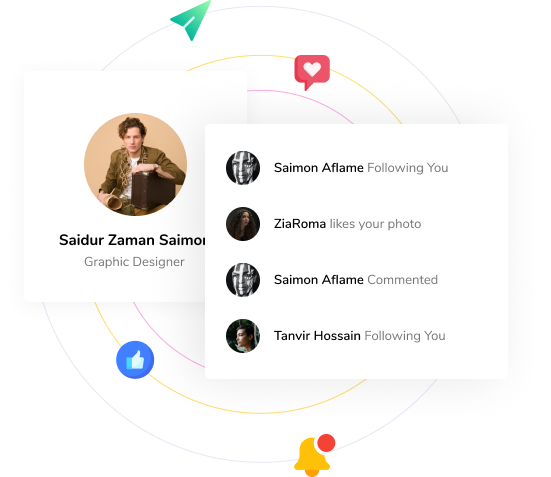 Saidur Zaman Saimon
Graphic Designer
Saimon Aflame Following You
ZiaRoma likes your photo
Saimon Aflame Commented
Tanvir Hossain Following You